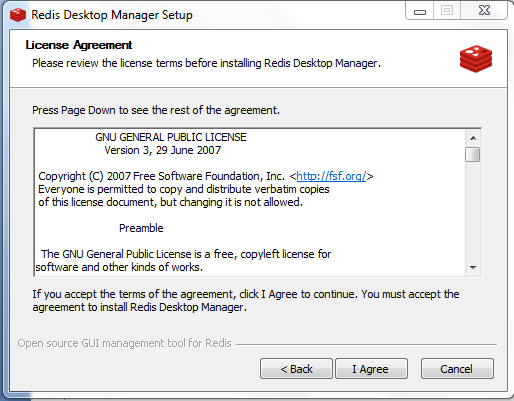 Redis Desktop Manager Setup
License Agreement
Please review the license terms before installing Redis Desktop Manager.
Press Page Down to see the rest of the agreement.
GNU GENERAL PUBLIC LICENSE
Version 3, 29 June 2007
Copyright (C) 2007 Free Software Foundation, Inc. <http://fsf.org/>
Everyone is permitted to copy and distribute verbatim copies
of this license document, but changing it is not allowed.
Preamble
The GNU General Public License is a free, copyleft license for
software and other kinds of works.
If you accept the terms of the agreement, click I Agree to continue. You must accept the
agreement to install Redis Desktop Manager.
Open source GUI management tool for Redis
< Back I Agree Cancel